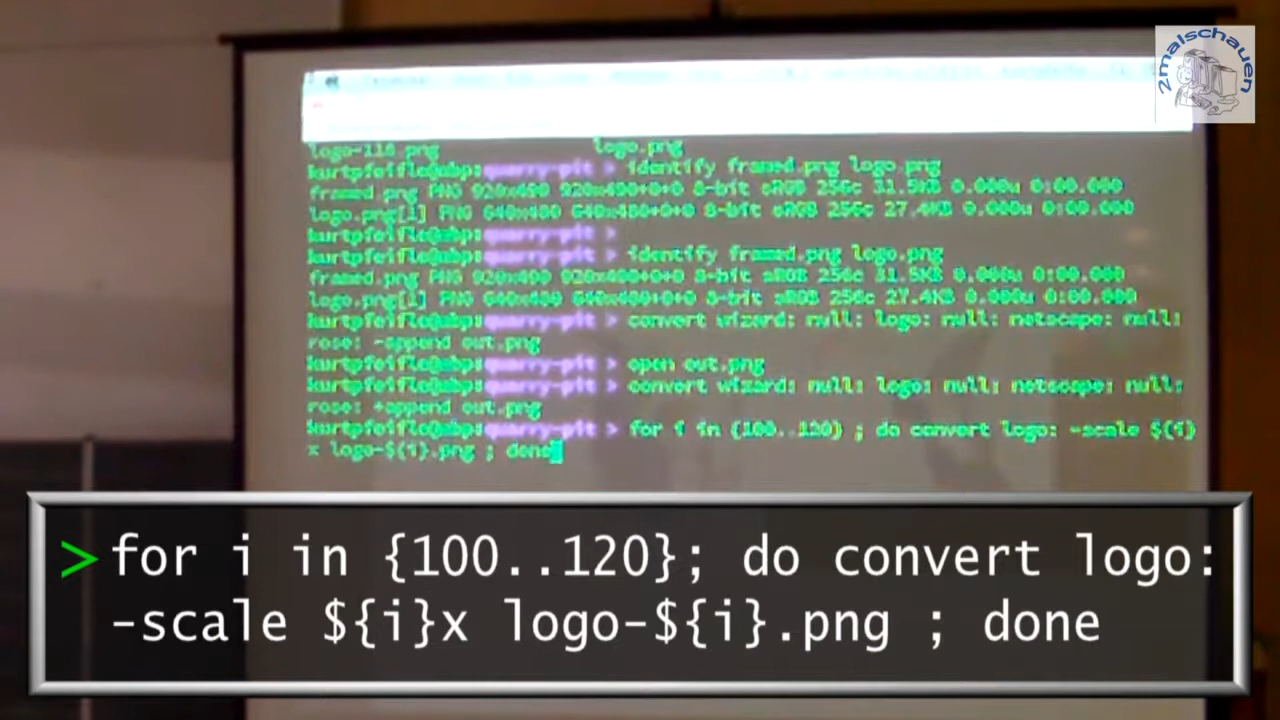 2malschauen
logo-118.png logo.png
kurtpfeifle@mbp:quarry-pit > identify framed.png logo.png
framed.png PNG 920x490 920x490+0+0 8-bit sRGB 256c 31.5KB 0.000u 0:00.000
logo.png[1] PNG 640x480 640x480+0+0 8-bit sRGB 256c 27.4KB 0.000u 0:00.000
kurtpfeifle@mbp:quarry-pit >
kurtpfeifle@mbp:quarry-pit > identify framed.png logo.png
framed.png PNG 920x490 920x490+0+0 8-bit sRGB 256c 31.5KB 0.000u 0:00.000
logo.png[1] PNG 640x480 640x480+0+0 8-bit sRGB 256c 27.4KB 0.000u 0:00.000
kurtpfeifle@mbp:quarry-pit > convert wizard: null: logo: null: netscape: null:
rose: -append out.png
kurtpfeifle@mbp:quarry-pit > open out.png
kurtpfeifle@mbp:quarry-pit > convert wizard: null: logo: null: netscape: null:
rose: +append out.png
kurtpfeifle@mbp:quarry-pit > for i in {100..120} ; do convert logo: -scale ${i}
x logo-${i}.png ; done
> for i in {100..120}; do convert logo:
-scale ${i}x logo-${i}.png ; done